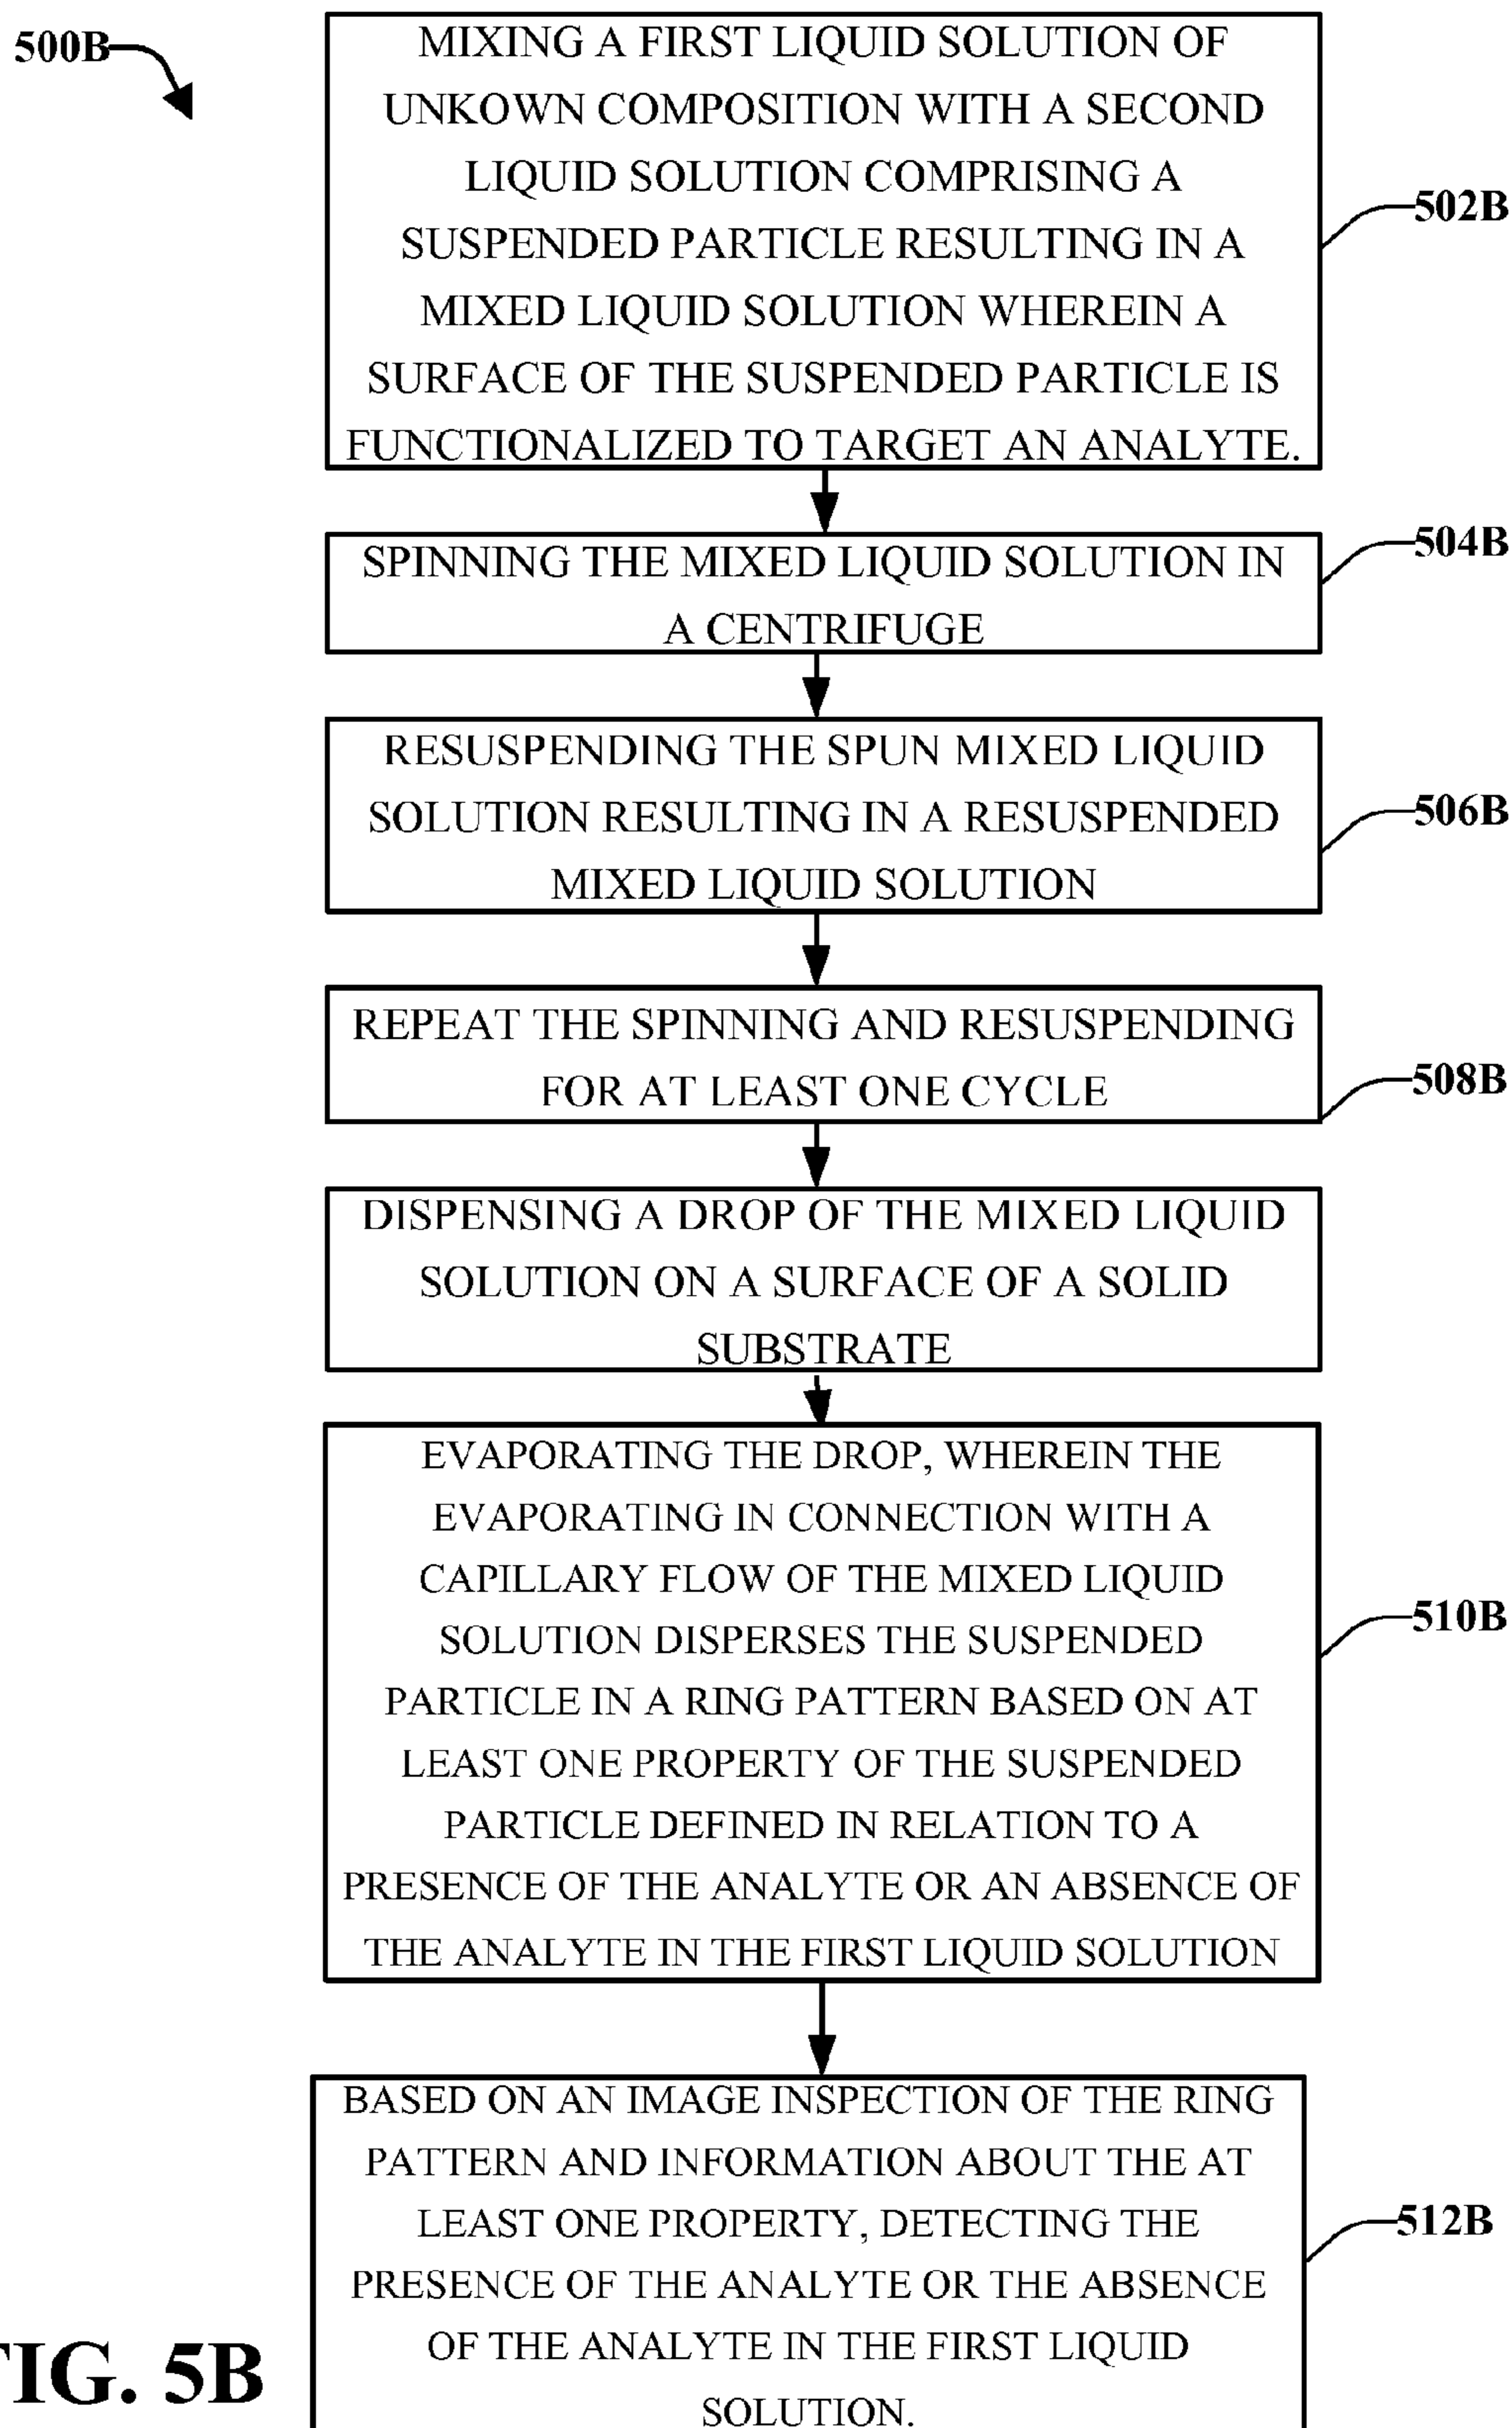 500B
MIXING A FIRST LIQUID SOLUTION OF
UNKOWN COMPOSITION WITH A SECOND
LIQUID SOLUTION COMPRISING A
SUSPENDED PARTICLE RESULTING IN A
MIXED LIQUID SOLUTION WHEREIN A
SURFACE OF THE SUSPENDED PARTICLE IS
FUNCTIONALIZED TO TARGET AN ANALYTE.
502B
SPINNING THE MIXED LIQUID SOLUTION IN
A CENTRIFUGE
504B
RESUSPENDING THE SPUN MIXED LIQUID
SOLUTION RESULTING IN A RESUSPENDED
MIXED LIQUID SOLUTION
506B
REPEAT THE SPINNING AND RESUSPENDING
FOR AT LEAST ONE CYCLE
508B
DISPENSING A DROP OF THE MIXED LIQUID
SOLUTION ON A SURFACE OF A SOLID
SUBSTRATE
EVAPORATING THE DROP, WHEREIN THE
EVAPORATING IN CONNECTION WITH A
CAPILLARY FLOW OF THE MIXED LIQUID
SOLUTION DISPERSES THE SUSPENDED
PARTICLE IN A RING PATTERN BASED ON AT
LEAST ONE PROPERTY OF THE SUSPENDED
PARTICLE DEFINED IN RELATION TO A
PRESENCE OF THE ANALYTE OR AN ABSENCE OF
THE ANALYTE IN THE FIRST LIQUID SOLUTION
510B
BASED ON AN IMAGE INSPECTION OF THE RING
PATTERN AND INFORMATION ABOUT THE AT
LEAST ONE PROPERTY, DETECTING THE
PRESENCE OF THE ANALYTE OR THE ABSENCE
OF THE ANALYTE IN THE FIRST LIQUID
SOLUTION.
512B
IG. 5B